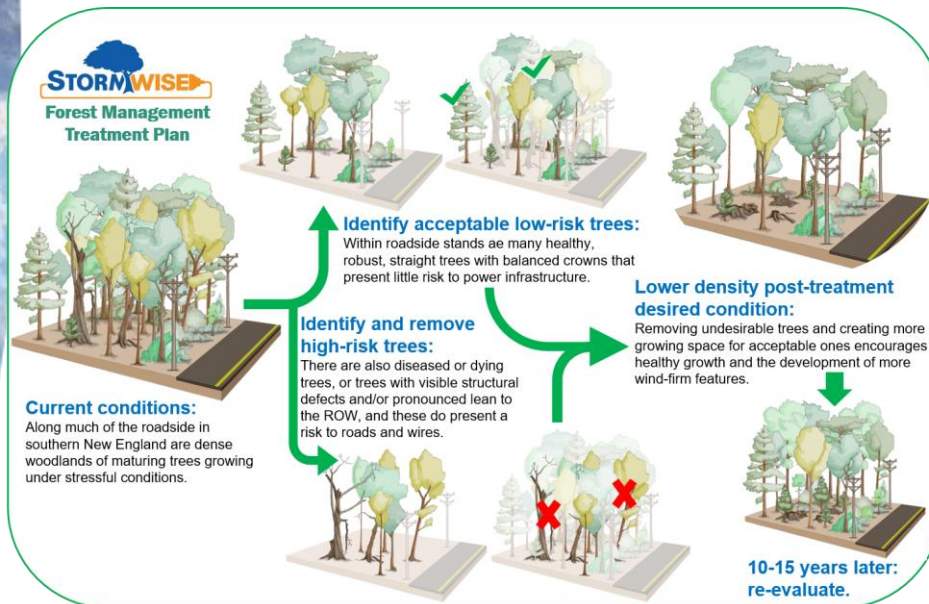 STORMWISE
Forest Management
Treatment Plan
Current conditions:
Along much of the roadside in
southern New England are dense
woodlands of maturing trees growing
under stressful conditions.
Identify acceptable low-risk trees:
Within roadside stands ae many healthy,
robust, straight trees with balanced crowns that
present little risk to power infrastructure.
Identify and remove
high-risk trees:
There are also diseased or dying
trees, or trees with visible structural
defects and/or pronounced lean to
the ROW, and these do present a
risk to roads and wires.
Lower density post-treatment
desired condition:
Removing undesirable trees and creating more
growing space for acceptable ones encourages
healthy growth and the development of more
wind-firm features.
10-15 years later:
re-evaluate.